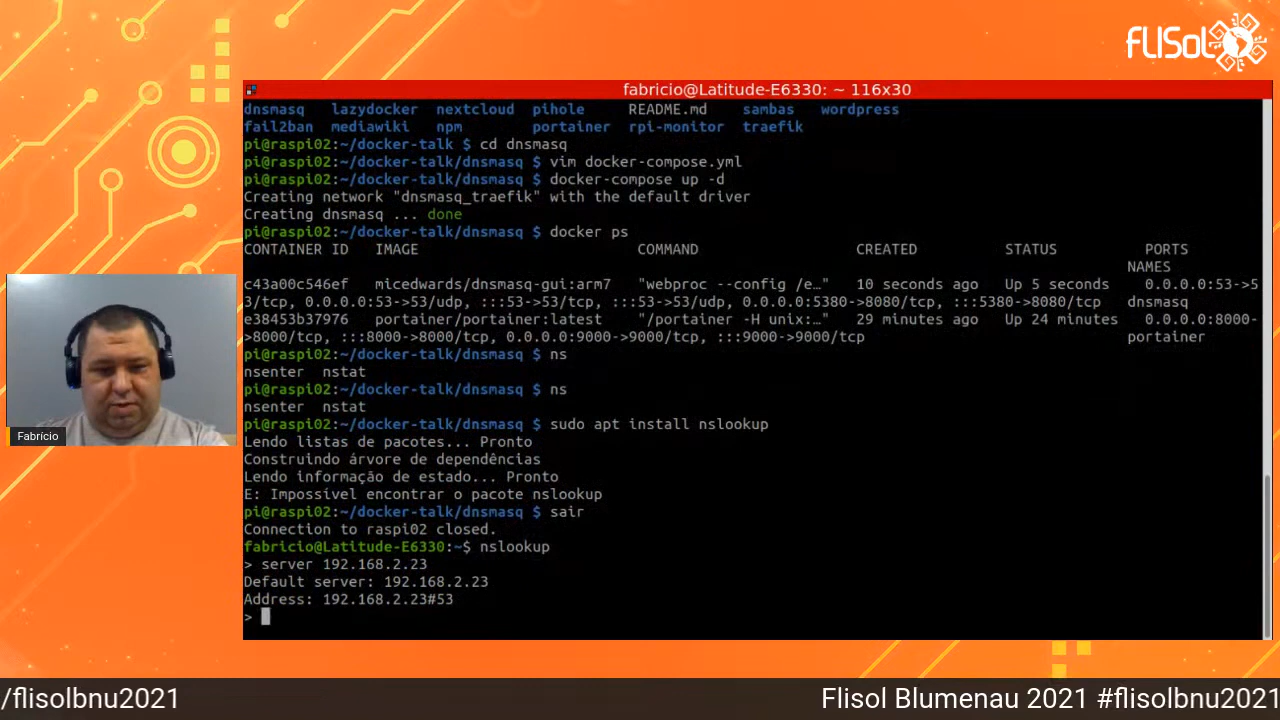 FLISoL
fabricio@Latitude-E6330: ~ 116x30
dnsmasq lazydocker nextcloud pihole README.md sambas wordpress
fail2ban mediawiki npm portainer rpi-monitor traefik
pi@raspi02:~/docker-talk $ cd dnsmasq
pi@raspi02:~/docker-talk/dnsmasq $ vim docker-compose.yml
pi@raspi02:~/docker-talk/dnsmasq $ docker-compose up -d
Creating network "dnsmasq_traefik" with the default driver
Creating dnsmasq ... done
pi@raspi02:~/docker-talk/dnsmasq $ docker ps
CONTAINER ID IMAGE COMMAND CREATED STATUS PORTS
NAMES
c43a00c546ef micedwards/dnsmasq-gui:arm7 "webproc --config /e…" 10 seconds ago Up 5 seconds 0.0.0.0:53->5
3/tcp, 0.0.0.0:53->53/udp, :::53->53/tcp, :::53->53/udp, 0.0.0.0:5380->8080/tcp, :::5380->8080/tcp dnsmasq
e38453b37976 portainer/portainer:latest "/portainer -H unix:…" 29 minutes ago Up 24 minutes 0.0.0.0:8000-
>8000/tcp, :::8000->8000/tcp, 0.0.0.0:9000->9000/tcp, :::9000->9000/tcp portainer
pi@raspi02:~/docker-talk/dnsmasq $ ns
nsenter nstat
pi@raspi02:~/docker-talk/dnsmasq $ ns
nsenter nstat
pi@raspi02:~/docker-talk/dnsmasq $ sudo apt install nslookup
Lendo listas de pacotes... Pronto
Construindo árvore de dependências
Lendo informação de estado... Pronto
E: Impossível encontrar o pacote nslookup
pi@raspi02:~/docker-talk/dnsmasq $ sair
Connection to raspi02 closed.
fabricio@Latitude-E6330:~$ nslookup
> server 192.168.2.23
Default server: 192.168.2.23
Address: 192.168.2.23#53
>
Fabrício
/flisolbnu2021
Flisol Blumenau 2021 #flisolbnu2021